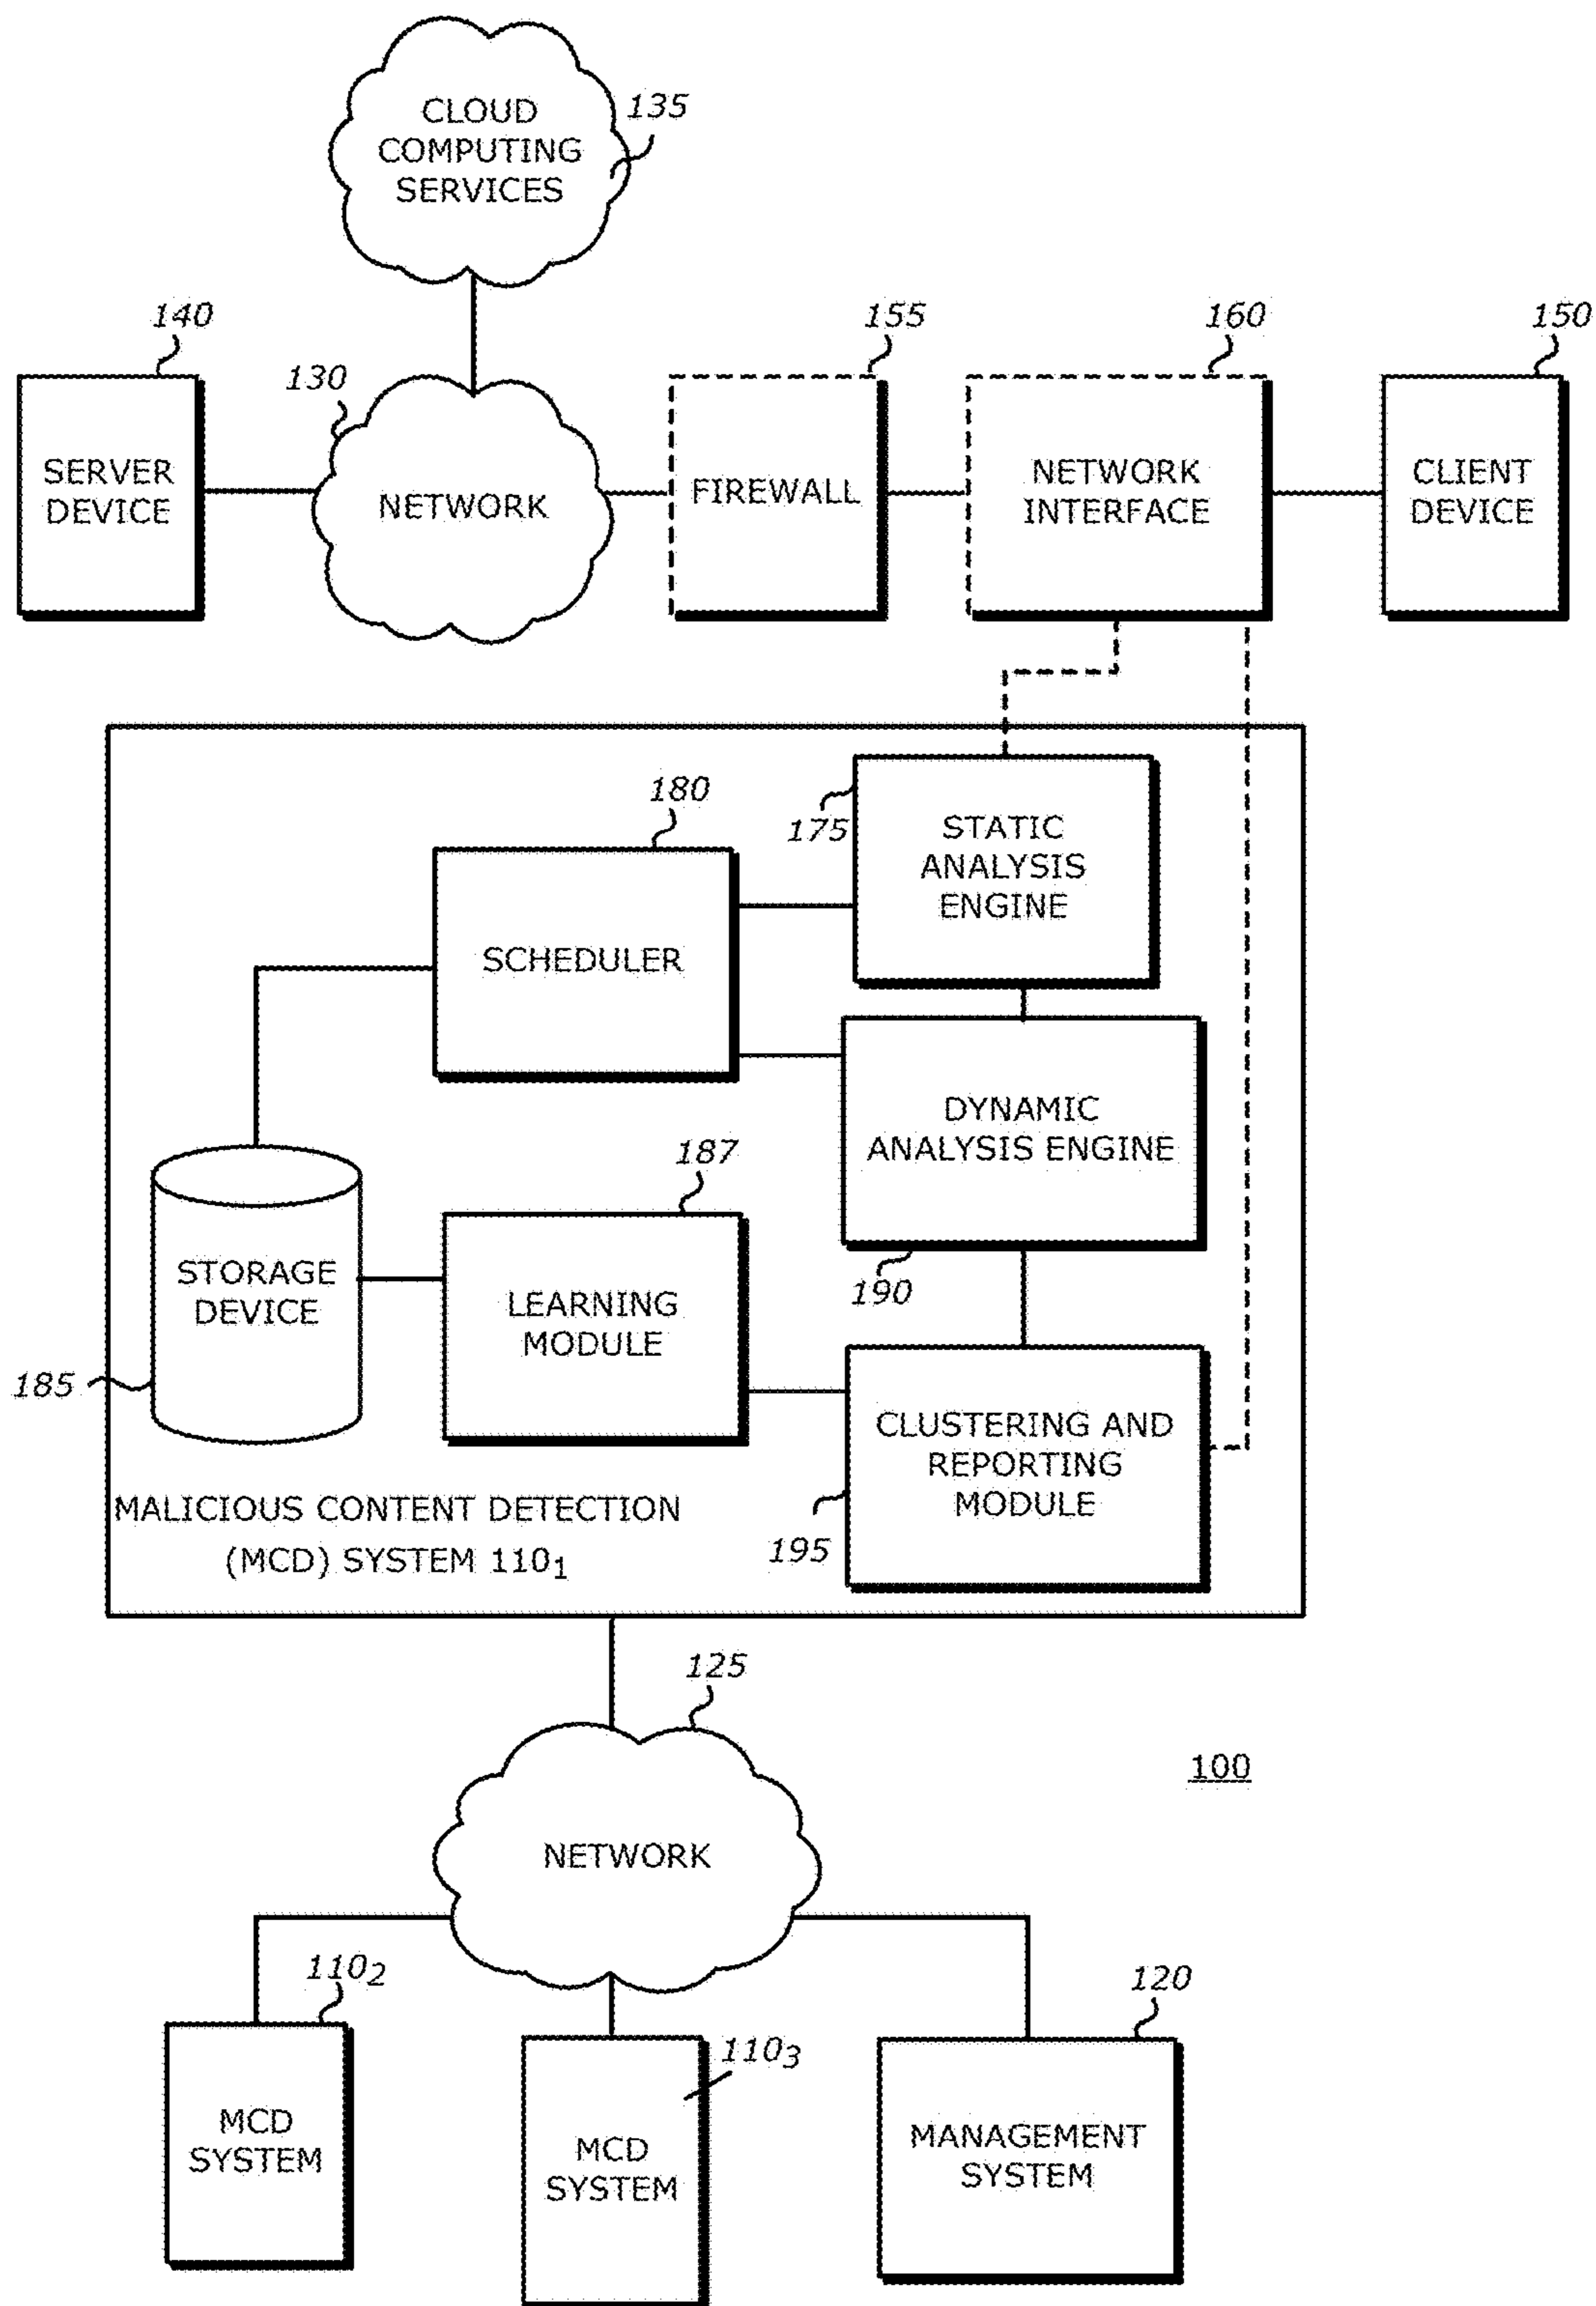 CLOUD
COMPUTING
SERVICES
135
140
130
155
160
150
SERVER
DEVICE
NETWORK
FIREWALL
NETWORK
INTERFACE
CLIENT
DEVICE
180
175
STATIC
ANALYSIS
ENGINE
SCHEDULER
DYNAMIC
ANALYSIS ENGINE
187
190
STORAGE
DEVICE
LEARNING
MODULE
185
CLUSTERING AND
REPORTING
MODULE
195
MALICIOUS CONTENT DETECTION
(MCD) SYSTEM 110₁
125
100
NETWORK
110₂
110₃
120
MCD
SYSTEM
MCD
SYSTEM
MANAGEMENT
SYSTEM